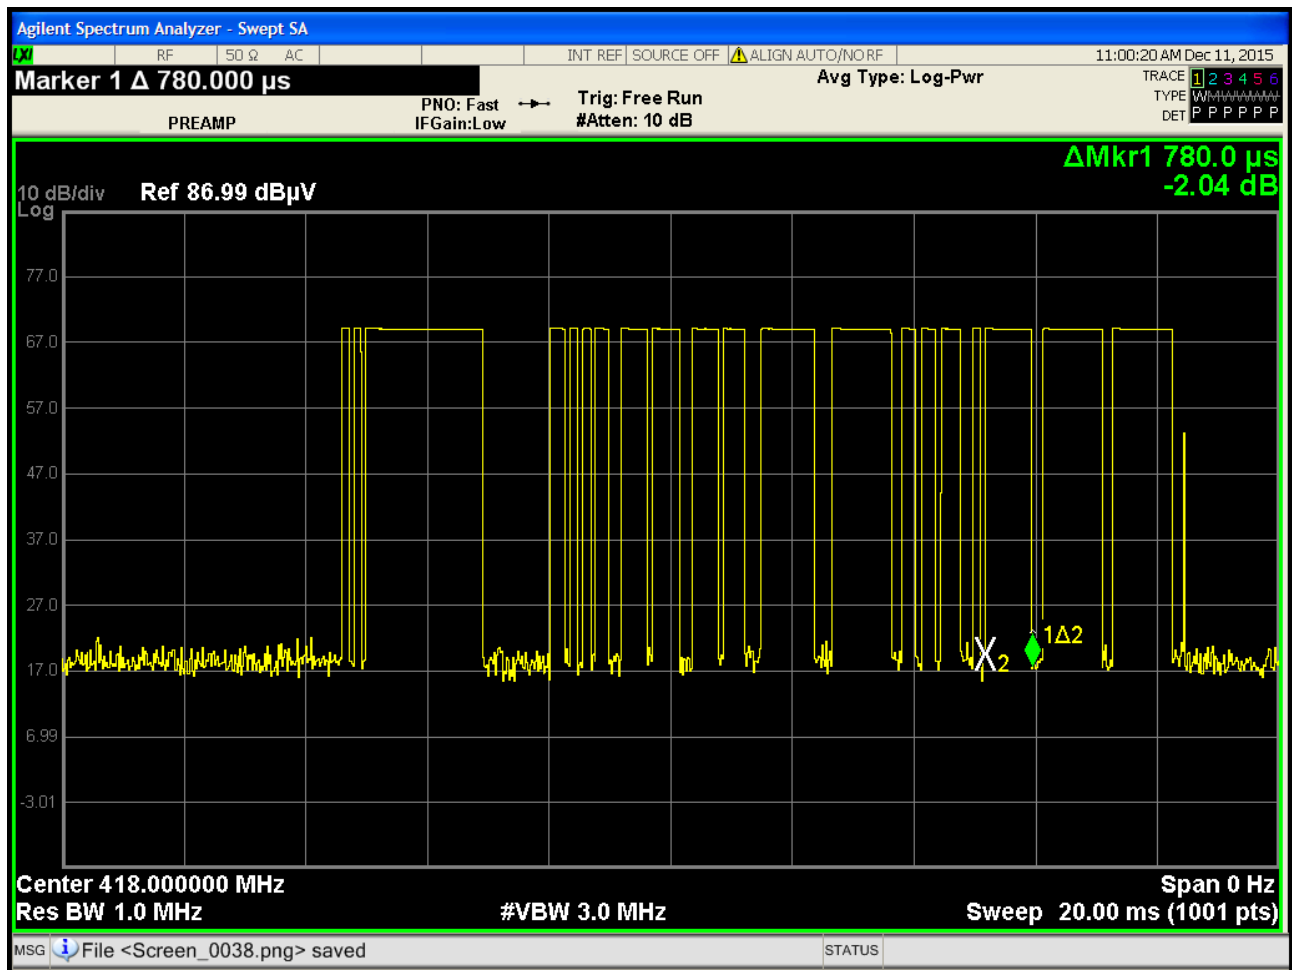 Agilent Spectrum Analyzer - Swept SA
LXI RF 50 Ω AC INT REF SOURCE OFF ALIGN AUTO/NO RF 11:00:20 AM Dec 11, 2015
Marker 1 Δ 780.000 µs
PREAMP
PNO: Fast
IFGain:Low
Trig: Free Run
#Atten: 10 dB
Avg Type: Log-Pwr
TRACE 1 2 3 4 5 6
TYPE WWWWWW
DET P P P P P P
ΔMkr1 780.0 µs
-2.04 dB
10 dB/div Ref 86.99 dBµV
Log
77.0
67.0
57.0
47.0
37.0
27.0
17.0
6.99
-3.01
X2
1Δ2
Center 418.000000 MHz Span 0 Hz
Res BW 1.0 MHz #VBW 3.0 MHz Sweep 20.00 ms (1001 pts)
MSG File <Screen_0038.png> saved STATUS